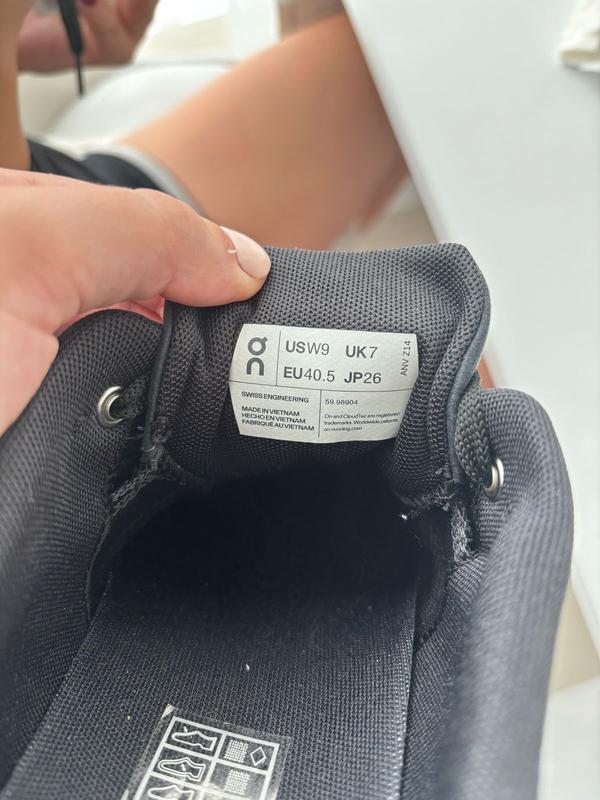 on
USW9 UK7
EU40.5 JP26
ANV Z14
SWISS ENGINEERING
MADE IN VIETNAM
HECHO EN VIETNAM
FABRIQUÉ AU VIETNAM
59.98904
On and CloudTec are registered
trademarks. Worldwide patents.
on-running.com